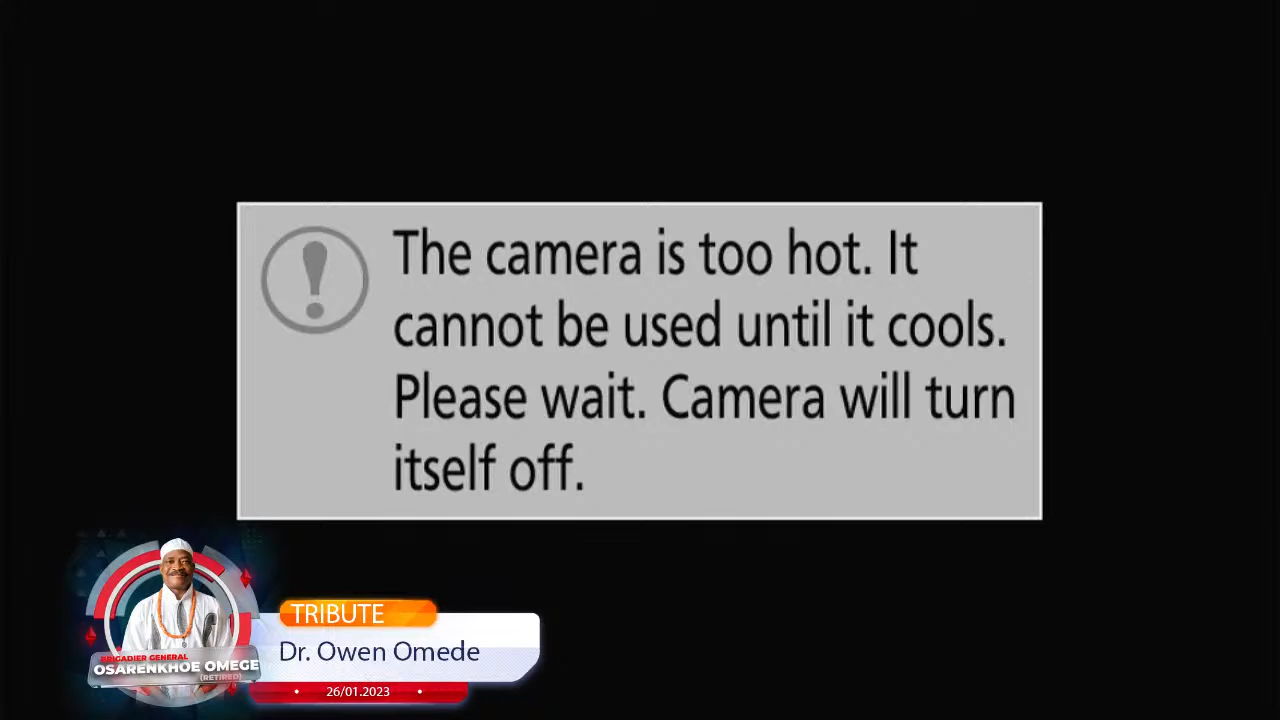 The camera is too hot. It
cannot be used until it cools.
Please wait. Camera will turn
itself off.
TRIBUTE
Dr. Owen Omede
BRIGADIER GENERAL
OSARENKHOE OMEGE
(RETIRED)
26/01.2023